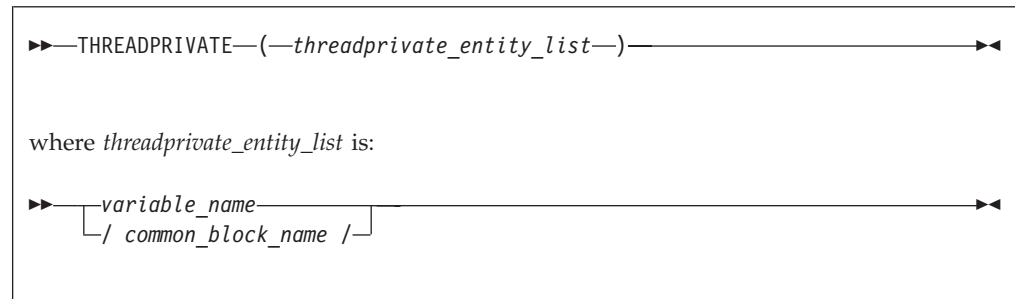 THREADPRIVATE ( threadprivate_entity_list )
where threadprivate_entity_list is:
variable_name
/ common_block_name /